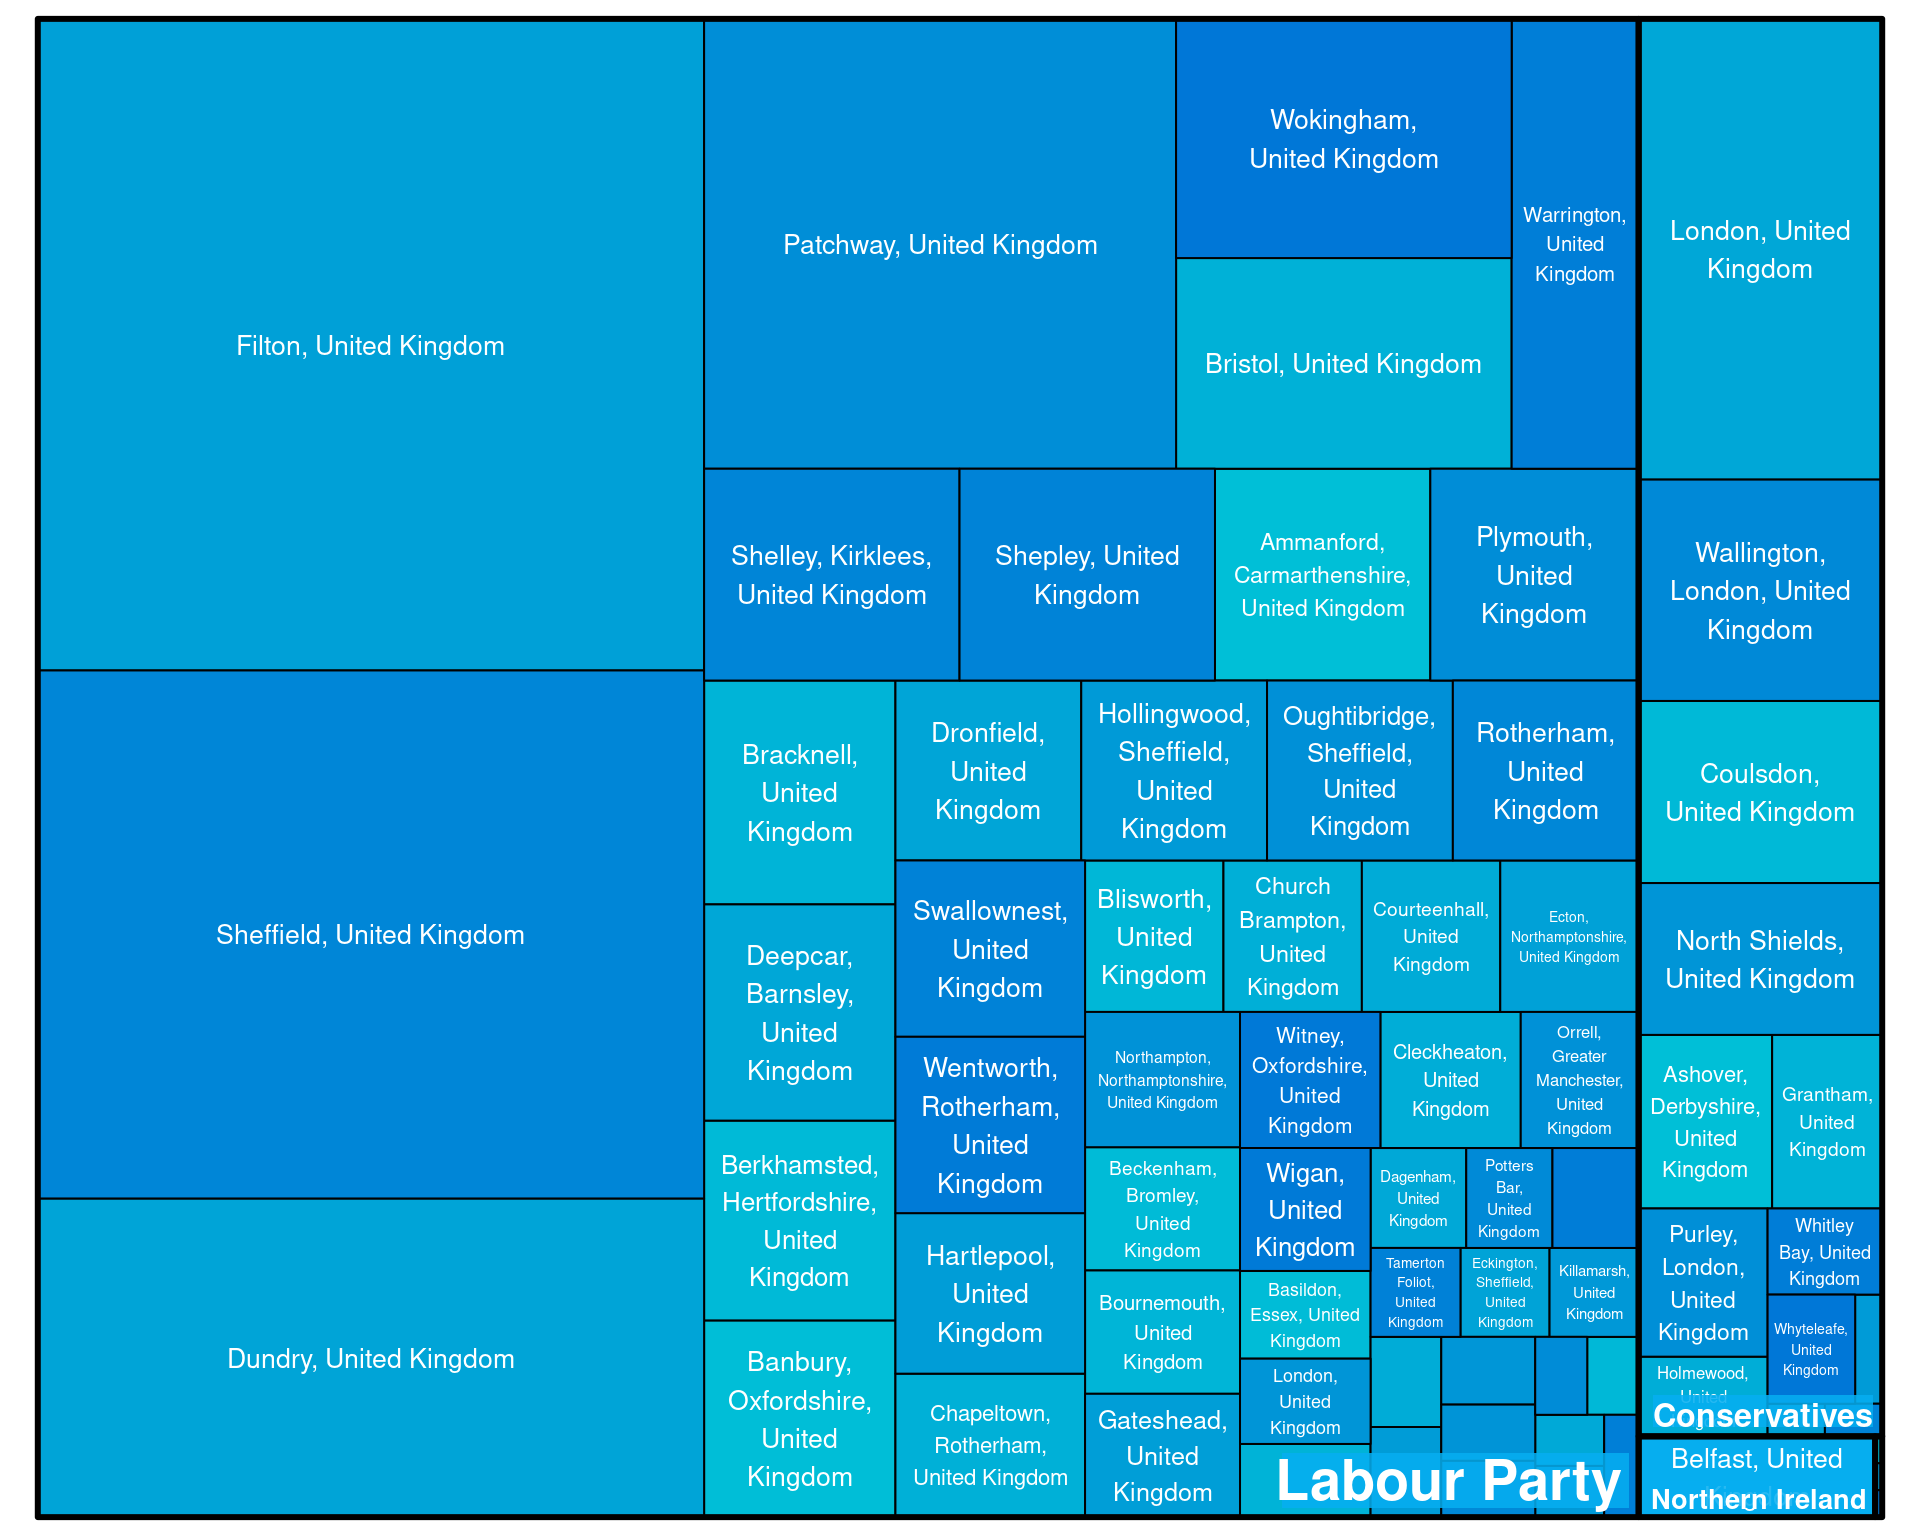 Filton, United Kingdom
Sheffield, United Kingdom
Dundry, United Kingdom
Patchway, United Kingdom
Wokingham,
United Kingdom
Bristol, United Kingdom
Warrington,
United
Kingdom
Shelley, Kirklees,
United Kingdom
Shepley, United
Kingdom
Ammanford,
Carmarthenshire,
United Kingdom
Plymouth,
United
Kingdom
Bracknell,
United
Kingdom
Deepcar,
Barnsley,
United
Kingdom
Berkhamsted,
Hertfordshire,
United
Kingdom
Banbury,
Oxfordshire,
United
Kingdom
Dronfield,
United
Kingdom
Hollingwood,
Sheffield,
United
Kingdom
Oughtibridge,
Sheffield,
United
Kingdom
Rotherham,
United
Kingdom
Swallownest,
United
Kingdom
Wentworth,
Rotherham,
United
Kingdom
Hartlepool,
United
Kingdom
Chapeltown,
Rotherham,
United Kingdom
Blisworth,
United
Kingdom
Church
Brampton,
United
Kingdom
Courteenhall,
United
Kingdom
Ecton,
Northamptonshire,
United Kingdom
Northampton,
Northamptonshire,
United Kingdom
Beckenham,
Bromley,
United
Kingdom
Bournemouth,
United
Kingdom
Gateshead,
United
Kingdom
Witney,
Oxfordshire,
United
Kingdom
Cleckheaton,
United
Kingdom
Orrell,
Greater
Manchester,
United
Kingdom
Wigan,
United
Kingdom
Basildon,
Essex, United
Kingdom
London,
United
Kingdom
Dagenham,
United
Kingdom
Potters
Bar,
United
Kingdom
Tamerton
Foliot,
United
Kingdom
Eckington,
Sheffield,
United
Kingdom
Killamarsh,
United
Kingdom
Labour Party
London, United
Kingdom
Wallington,
London, United
Kingdom
Coulsdon,
United Kingdom
North Shields,
United Kingdom
Ashover,
Derbyshire,
United
Kingdom
Grantham,
United
Kingdom
Purley,
London,
United
Kingdom
Whitley
Bay, United
Kingdom
Whyteleafe,
United
Kingdom
Holmewood,
United
Conservatives
Belfast, United
Kingdom
Northern Ireland